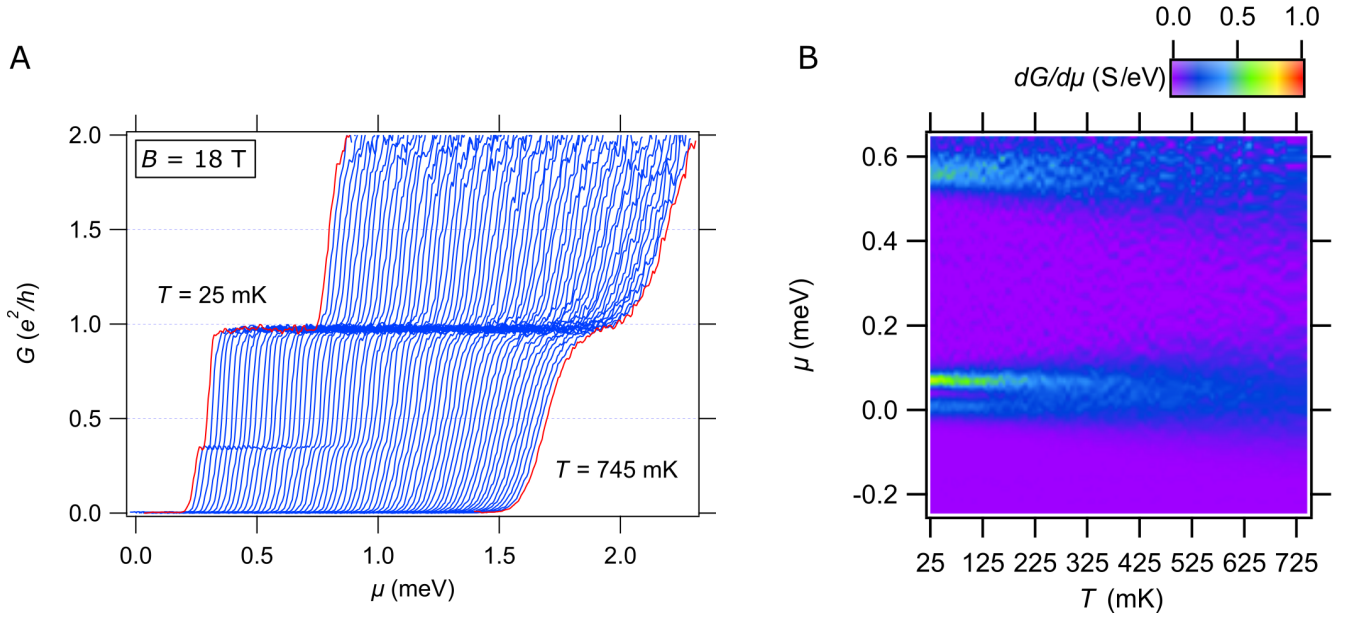 A
B = 18 T
T = 25 mK
T = 745 mK
2.0
1.5
1.0
0.5
0.0
G (e²/h)
0.0 0.5 1.0 1.5 2.0
μ (meV)
B
0.0 0.5 1.0
dG/dμ (S/eV)
0.6
0.4
0.2
0.0
-0.2
μ (meV)
25 125 225 325 425 525 625 725
T (mK)